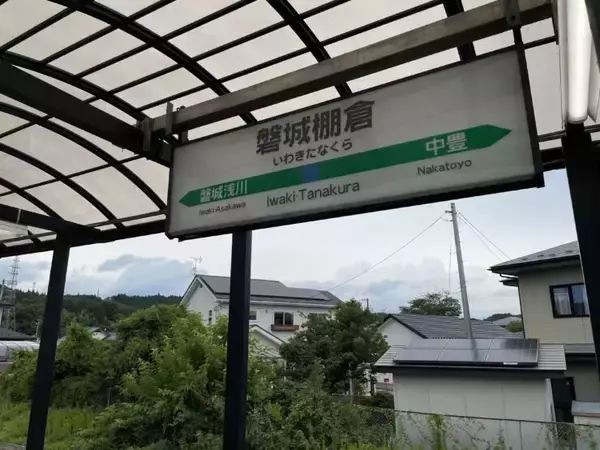 磐城棚倉
いわきたなくら
中豊
Nakatoyo
磐城浅川
Iwaki-Asakawa
Iwaki-Tanakura